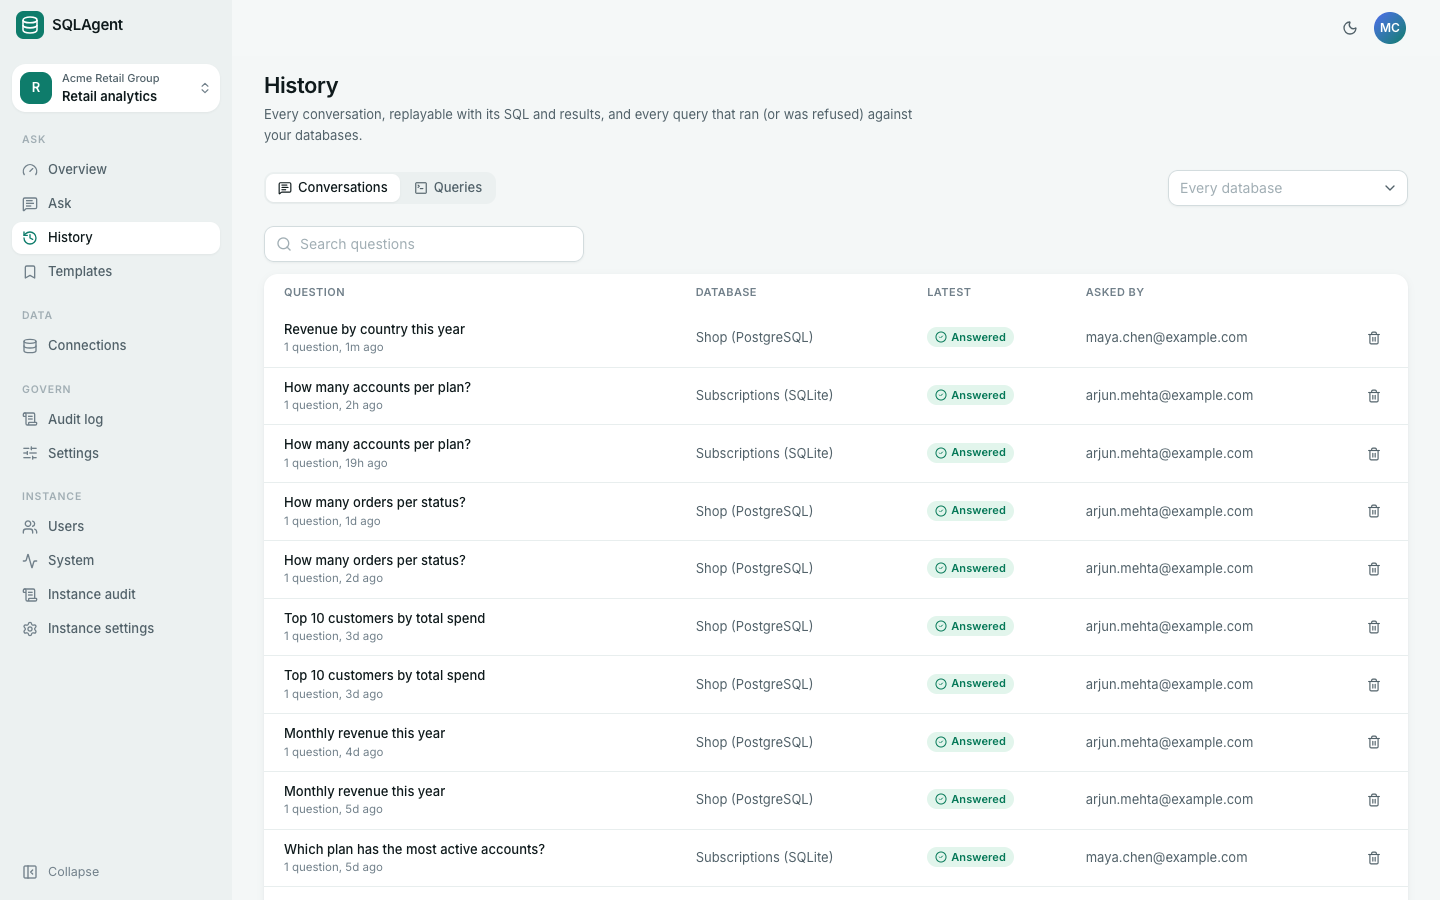 SQLAgent
MC
R
Acme Retail Group
Retail analytics
ASK
Overview
Ask
History
Templates
DATA
Connections
GOVERN
Audit log
Settings
INSTANCE
Users
System
Instance audit
Instance settings
Collapse
History
Every conversation, replayable with its SQL and results, and every query that ran (or was refused) against
your databases.
Conversations
Queries
Every database
Search questions
QUESTION DATABASE LATEST ASKED BY
Revenue by country this year
1 question, 1m ago
Shop (PostgreSQL) Answered maya.chen@example.com
How many accounts per plan?
1 question, 2h ago
Subscriptions (SQLite) Answered arjun.mehta@example.com
How many accounts per plan?
1 question, 19h ago
Subscriptions (SQLite) Answered arjun.mehta@example.com
How many orders per status?
1 question, 1d ago
Shop (PostgreSQL) Answered arjun.mehta@example.com
How many orders per status?
1 question, 2d ago
Shop (PostgreSQL) Answered arjun.mehta@example.com
Top 10 customers by total spend
1 question, 3d ago
Shop (PostgreSQL) Answered arjun.mehta@example.com
Top 10 customers by total spend
1 question, 3d ago
Shop (PostgreSQL) Answered arjun.mehta@example.com
Monthly revenue this year
1 question, 4d ago
Shop (PostgreSQL) Answered arjun.mehta@example.com
Monthly revenue this year
1 question, 5d ago
Shop (PostgreSQL) Answered arjun.mehta@example.com
Which plan has the most active accounts?
1 question, 5d ago
Subscriptions (SQLite) Answered maya.chen@example.com